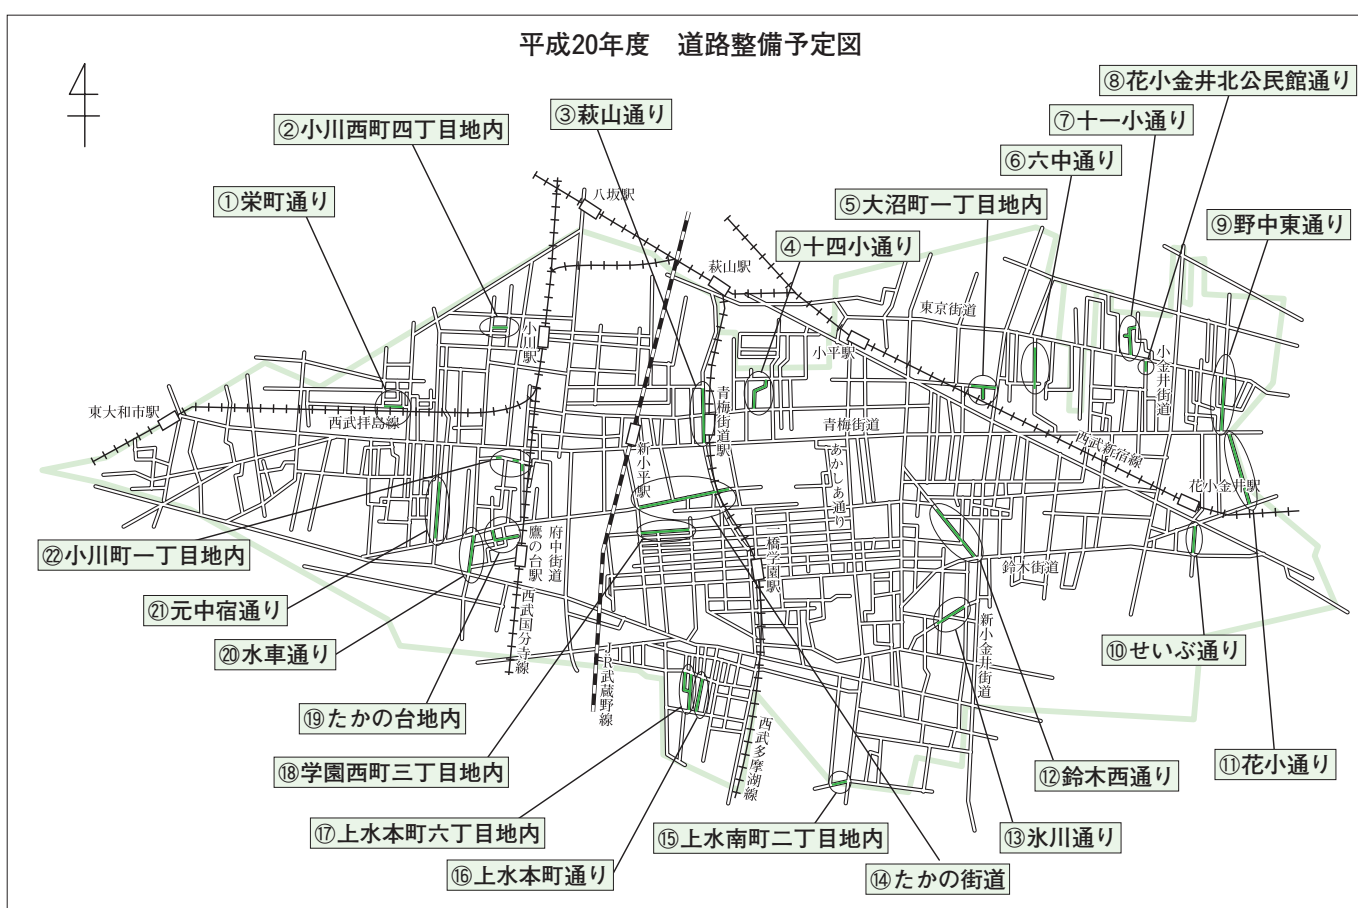 平成20年度　道路整備予定図
⑧花小金井北公民館通り
③萩山通り
⑦十一小通り
②小川西町四丁目地内
⑥六中通り
①栄町通り
⑤大沼町一丁目地内
⑨野中東通り
④十四小通り
八坂駅
萩山駅
東京街道
小川駅
小平駅
小金井街道
東大和市駅
西武拝島線
青梅街道駅
青梅街道
新小平駅
あかしあ通り
西武新宿線
花小金井駅
㉒小川町一丁目地内
鷹の台駅
府中街道
一橋学園駅
鈴木街道
㉑元中宿通り
西武国分寺線
新小金井街道
⑳水車通り
⑩せいぶ通り
JR武蔵野線
⑲たかの台地内
西武多摩湖線
⑱学園西町三丁目地内
⑫鈴木西通り
⑪花小通り
⑰上水本町六丁目地内
⑮上水南町二丁目地内
⑬氷川通り
⑯上水本町通り
⑭たかの街道